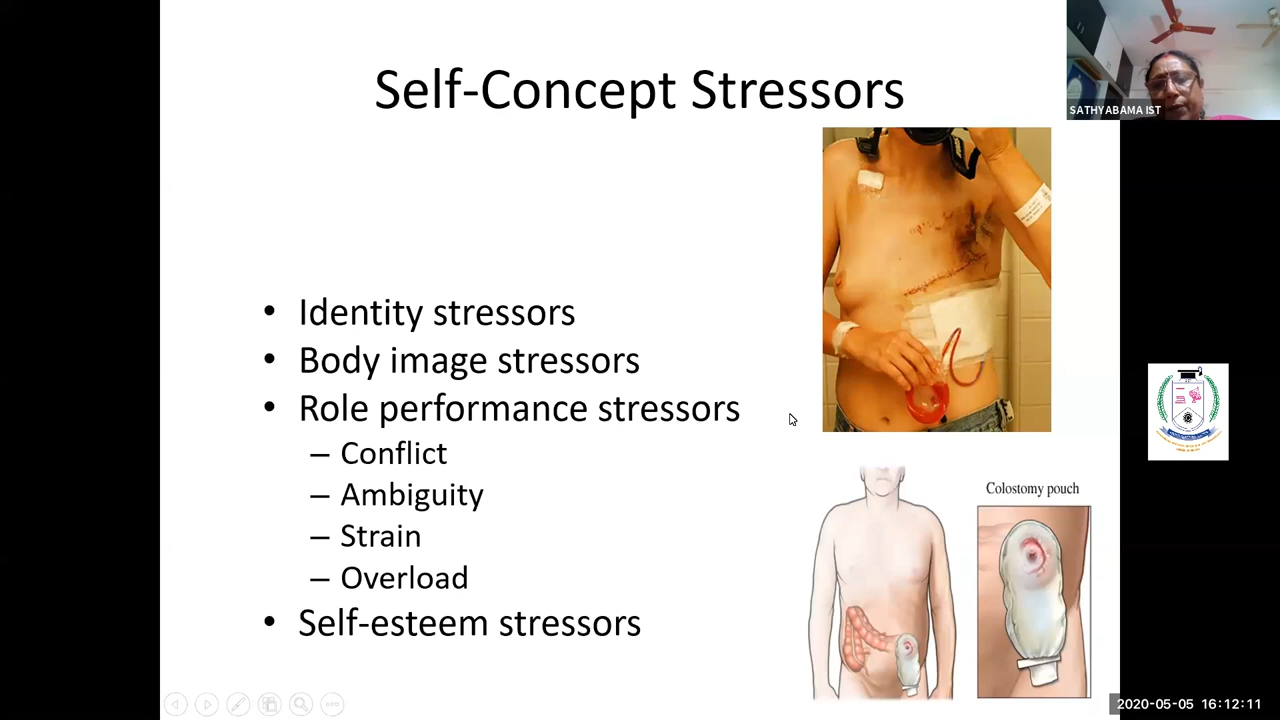 Self-Concept Stressors
SATHYABAMA IST
• Identity stressors
• Body image stressors
• Role performance stressors
– Conflict
– Ambiguity
– Strain
– Overload
• Self-esteem stressors
Colostomy pouch
2020-05-05 16:12:11